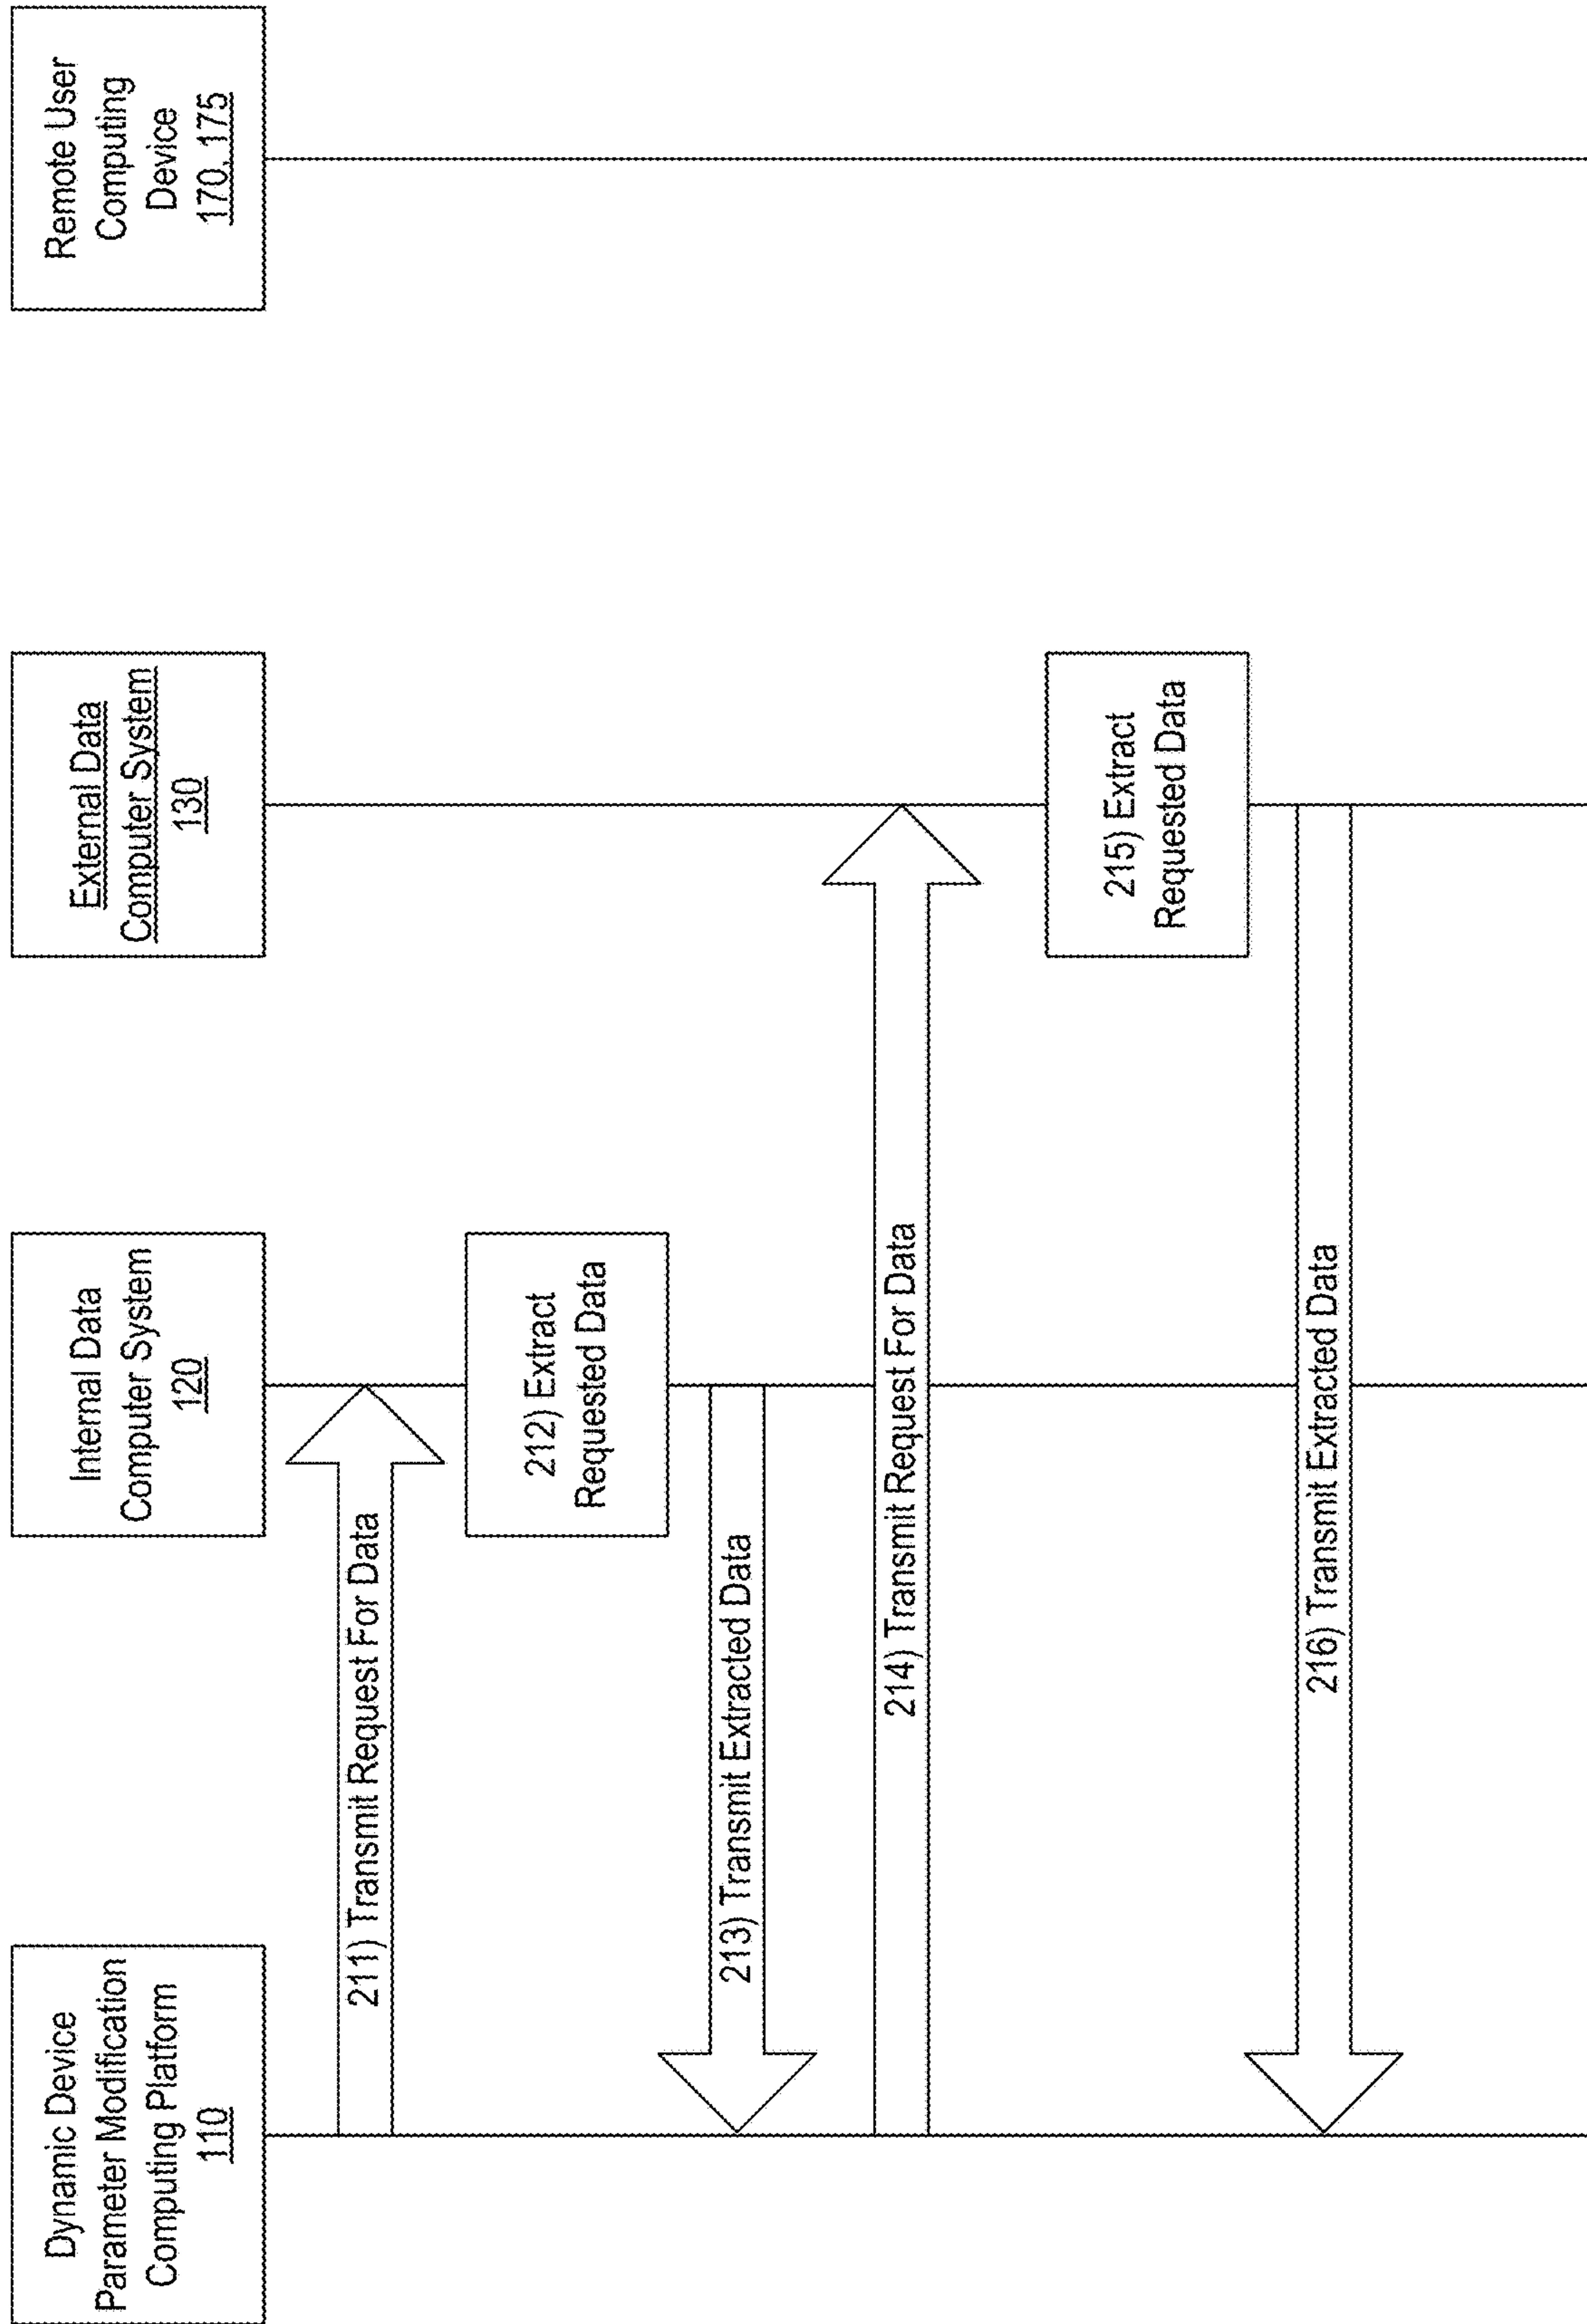 Dynamic Device
Parameter Modification
Computing Platform
110
Internal Data
Computer System
120
External Data
Computer System
130
Remote User
Computing
Device
170, 175
211) Transmit Request For Data
212) Extract
Requested Data
213) Transmit Extracted Data
214) Transmit Request For Data
215) Extract
Requested Data
216) Transmit Extracted Data